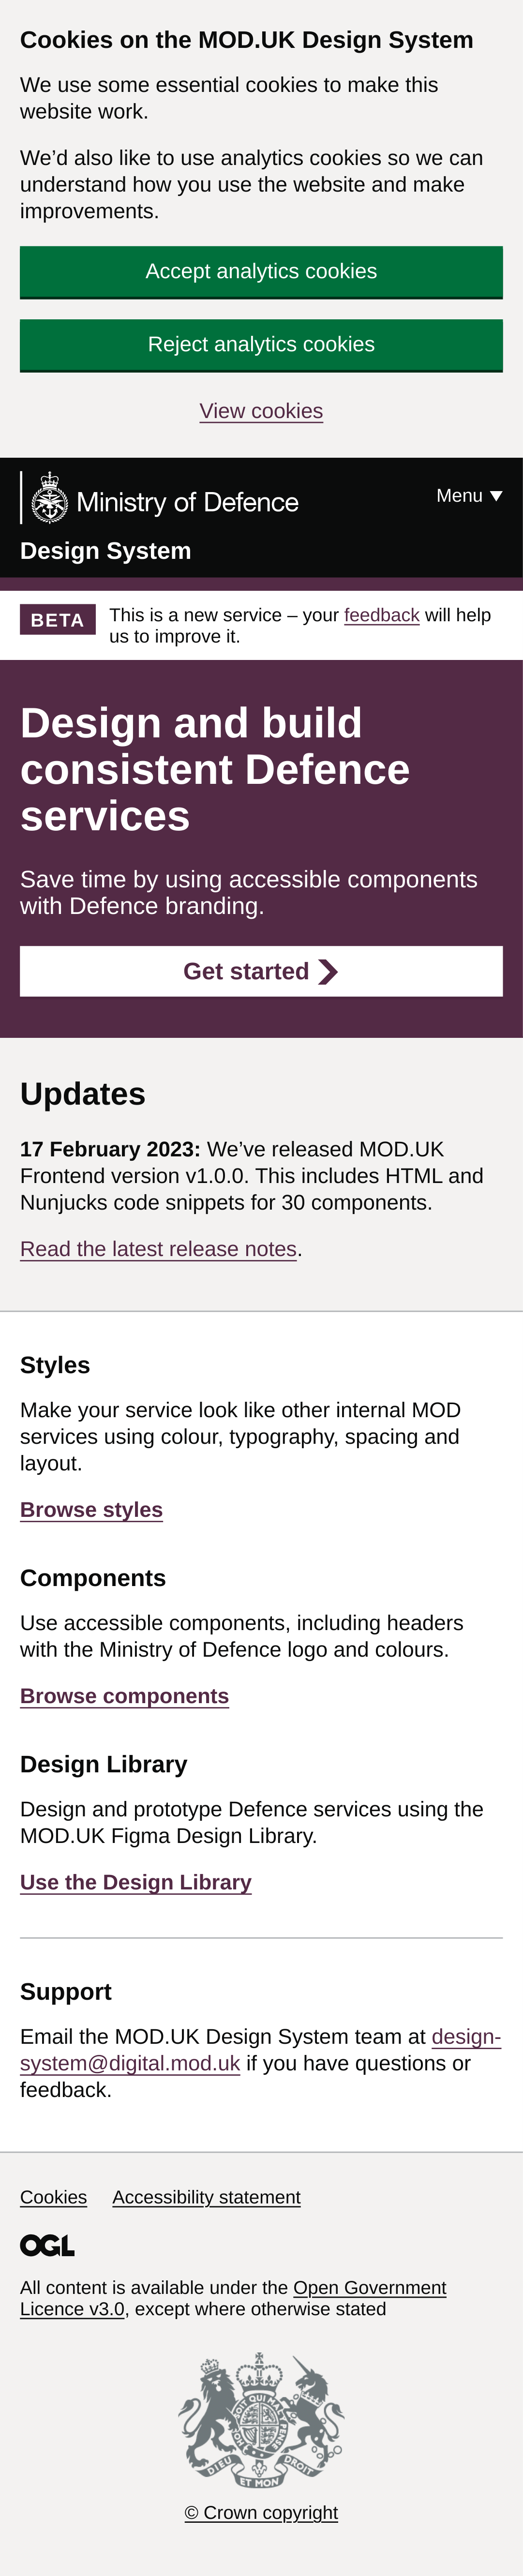 Cookies on the MOD.UK Design System
We use some essential cookies to make this
website work.
We’d also like to use analytics cookies so we can
understand how you use the website and make
improvements.
Accept analytics cookies
Reject analytics cookies
View cookies
Ministry of Defence
Menu ▼
Design System
BETA
This is a new service – your feedback will help
us to improve it.
Design and build
consistent Defence
services
Save time by using accessible components
with Defence branding.
Get started
Updates
17 February 2023: We’ve released MOD.UK
Frontend version v1.0.0. This includes HTML and
Nunjucks code snippets for 30 components.
Read the latest release notes.
Styles
Make your service look like other internal MOD
services using colour, typography, spacing and
layout.
Browse styles
Components
Use accessible components, including headers
with the Ministry of Defence logo and colours.
Browse components
Design Library
Design and prototype Defence services using the
MOD.UK Figma Design Library.
Use the Design Library
Support
Email the MOD.UK Design System team at design-
system@digital.mod.uk if you have questions or
feedback.
Cookies Accessibility statement
OGL
All content is available under the Open Government
Licence v3.0, except where otherwise stated
DIEU ET MON DROIT
© Crown copyright